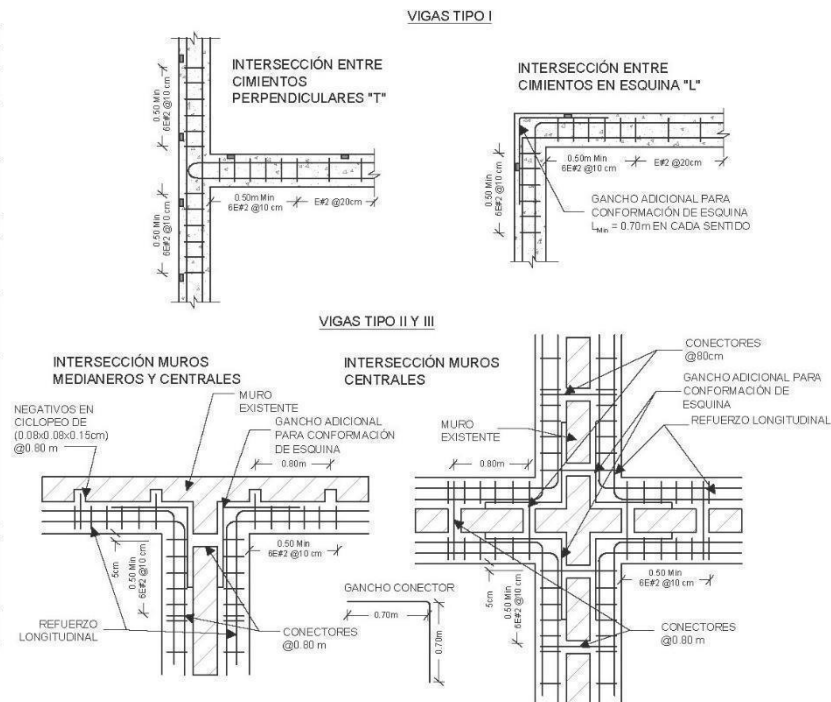 VIGAS TIPO I
INTERSECCIÓN ENTRE
CIMIENTOS
PERPENDICULARES "T"
0.50 Min
6E#2 @10 cm
0.50 Min
6E#2 @10 cm
0.50m Min
6E#2 @10 cm
E#2 @20cm
INTERSECCIÓN ENTRE
CIMIENTOS EN ESQUINA "L"
0.50m Min
6E#2 @10 cm
E#2 @20cm
0.50 Min
6E#2 @10 cm
GANCHO ADICIONAL PARA
CONFORMACIÓN DE ESQUINA
LMin = 0.70m EN CADA SENTIDO
VIGAS TIPO II Y III
INTERSECCIÓN MUROS
MEDIANEROS Y CENTRALES
NEGATIVOS EN
CICLOPEO DE
(0.08x0.08x0.15cm)
@0.80 m
MURO
EXISTENTE
GANCHO ADICIONAL
PARA CONFORMACIÓN
DE ESQUINA
0.80m
0.50 Min
6E#2 @10 cm
5cm
0.50 Min
6E#2 @10 cm
REFUERZO
LONGITUDINAL
CONECTORES
@0.80 m
GANCHO CONECTOR
0.70m
0.70m
INTERSECCIÓN MUROS
CENTRALES
CONECTORES
@80cm
GANCHO ADICIONAL PARA
CONFORMACIÓN DE
ESQUINA
REFUERZO LONGITUDINAL
MURO
EXISTENTE
0.80m
0.50 Min
6E#2 @10 cm
5cm
0.50 Min
6E#2 @10 cm
CONECTORES
@0.80 m